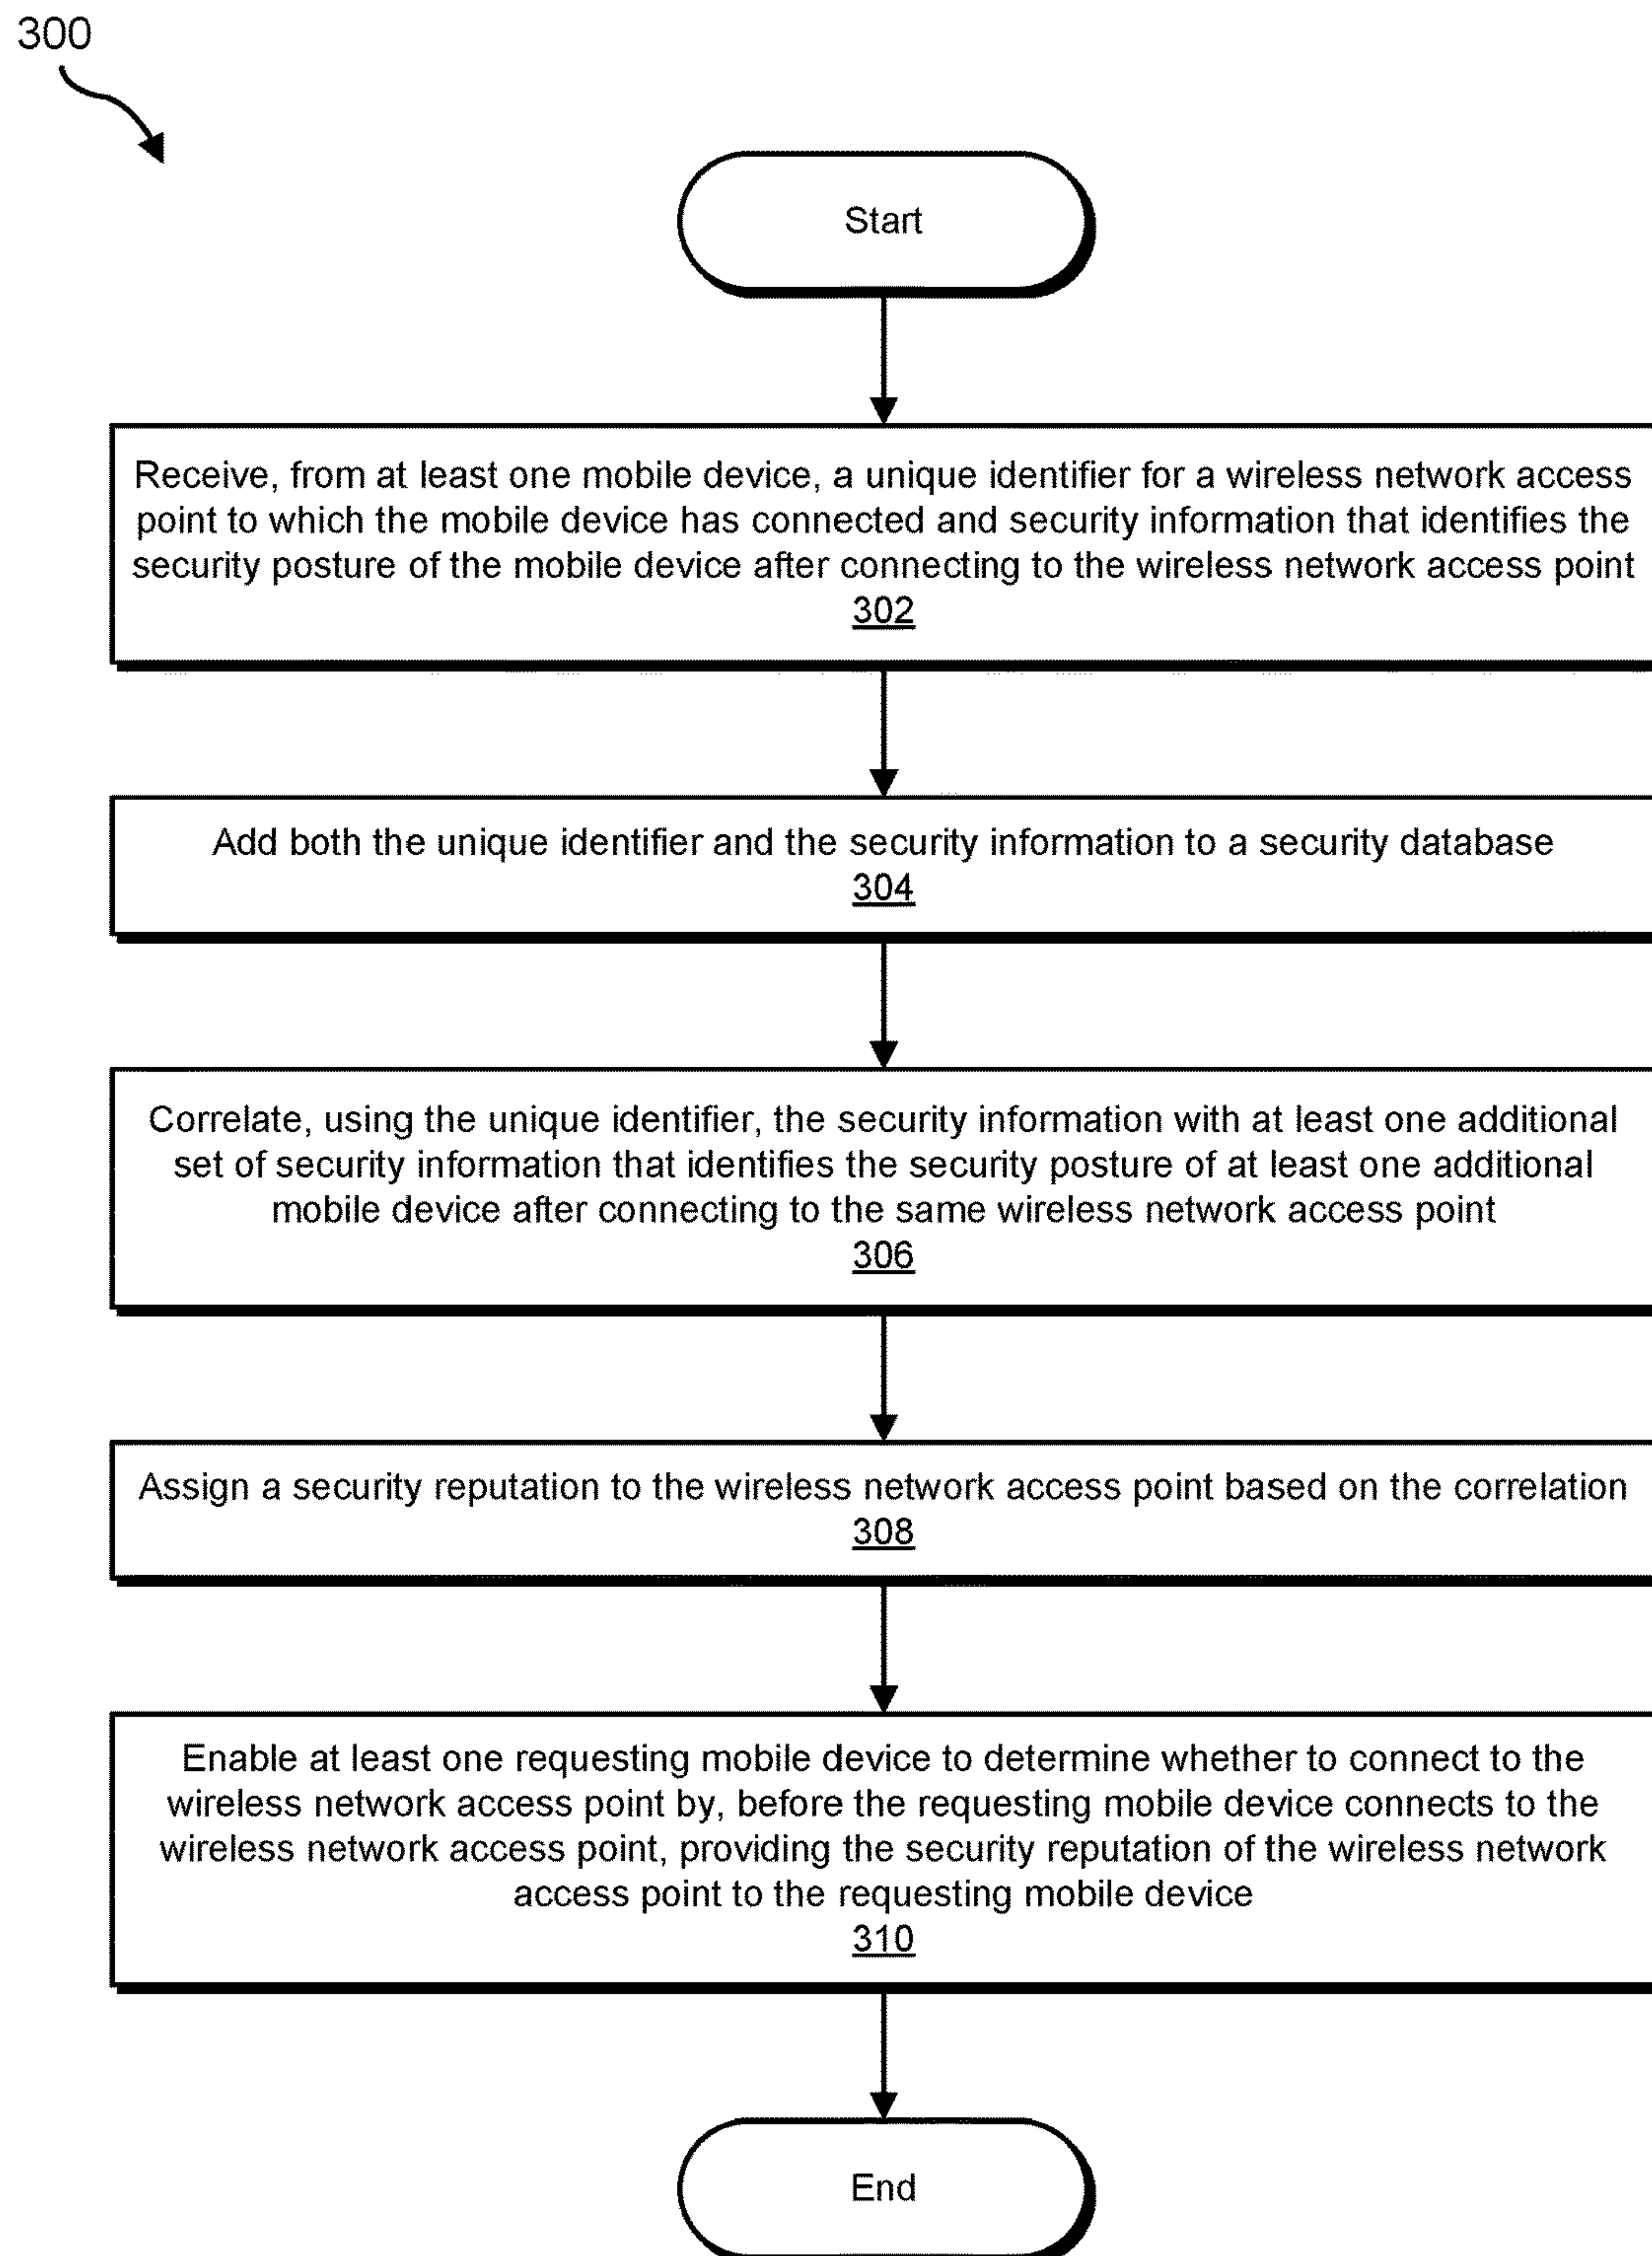 300
Start
Receive, from at least one mobile device, a unique identifier for a wireless network access
point to which the mobile device has connected and security information that identifies the
security posture of the mobile device after connecting to the wireless network access point
302
Add both the unique identifier and the security information to a security database
304
Correlate, using the unique identifier, the security information with at least one additional
set of security information that identifies the security posture of at least one additional
mobile device after connecting to the same wireless network access point
306
Assign a security reputation to the wireless network access point based on the correlation
308
Enable at least one requesting mobile device to determine whether to connect to the
wireless network access point by, before the requesting mobile device connects to the
wireless network access point, providing the security reputation of the wireless network
access point to the requesting mobile device
310
End